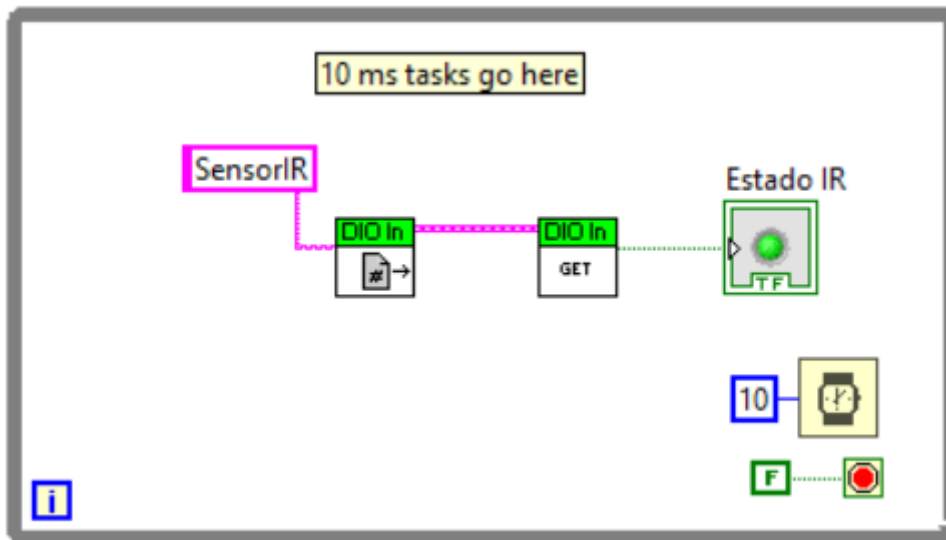 10 ms tasks go here
SensorIR
Estado IR
DIO In
DIO In
#
GET
TF
10
F
i